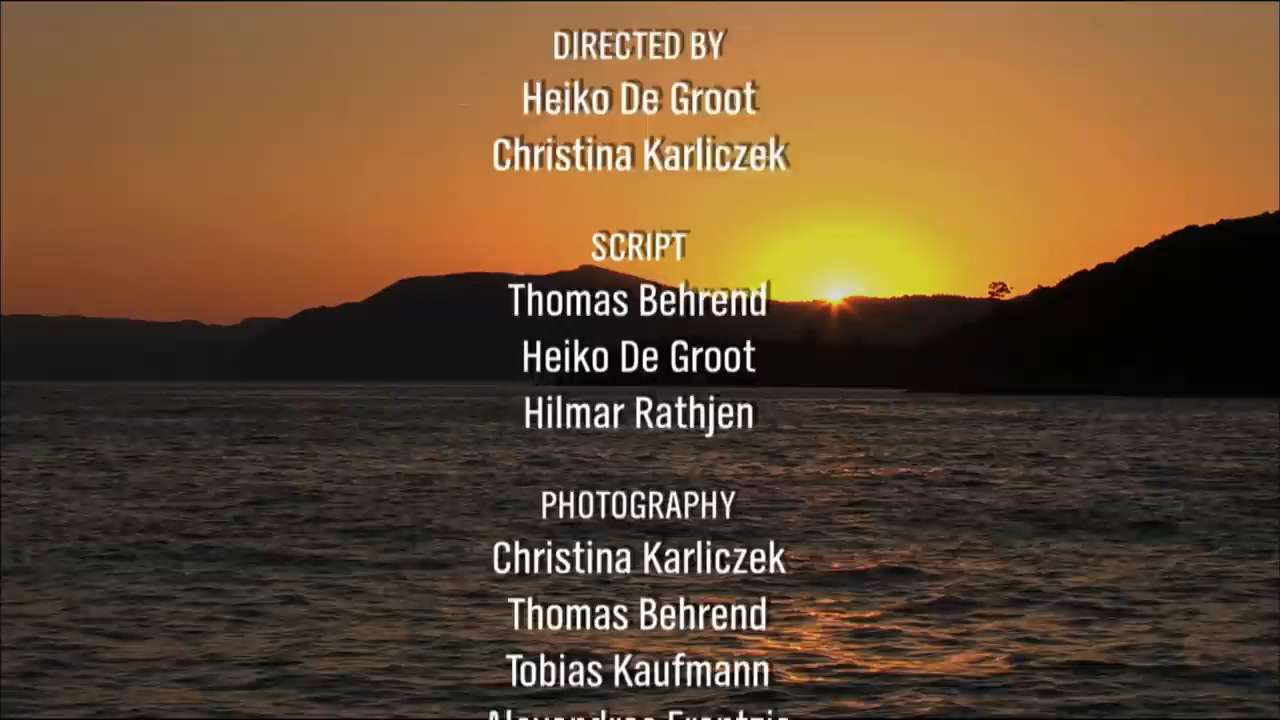 DIRECTED BY
Heiko De Groot
Christina Karliczek
SCRIPT
Thomas Behrend
Heiko De Groot
Hilmar Rathjen
PHOTOGRAPHY
Christina Karliczek
Thomas Behrend
Tobias Kaufmann